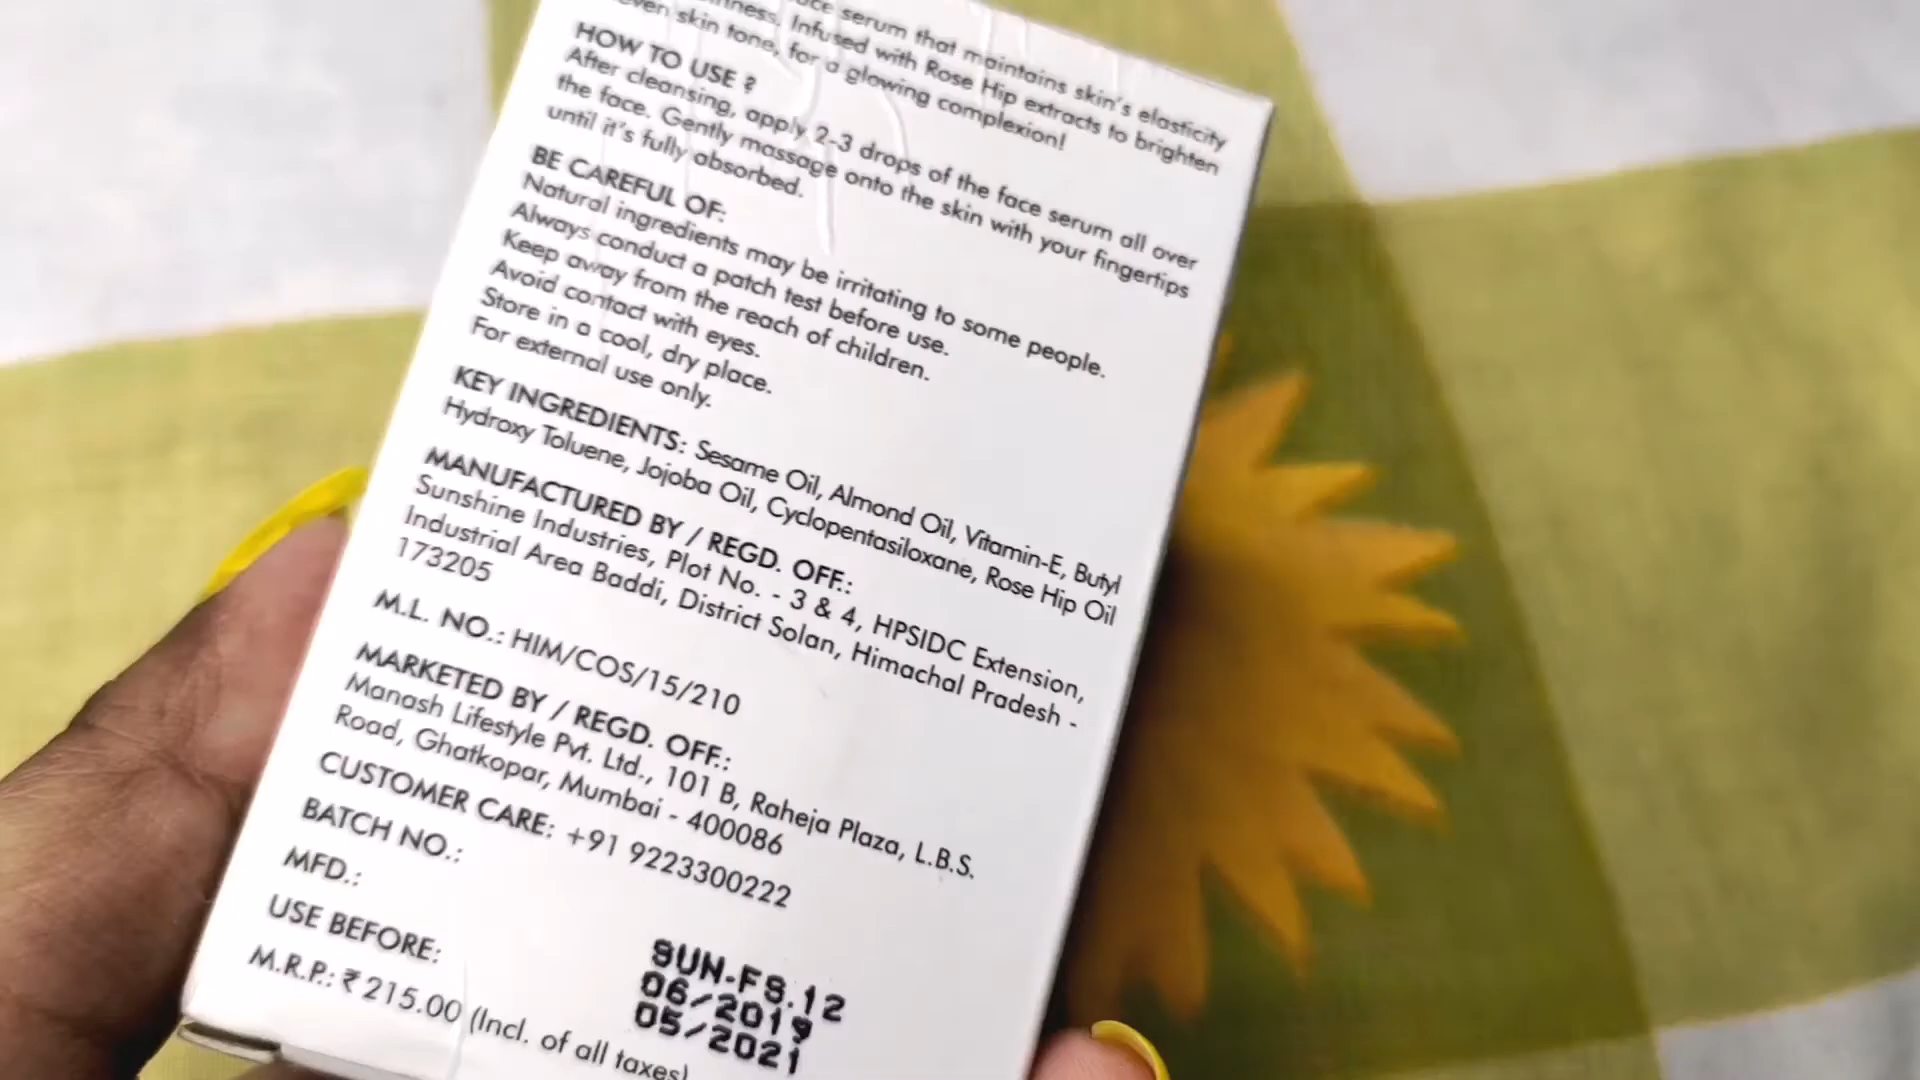 ce serum that maintains skin's elasticity
Infused with Rose Hip extracts to brighten
skin tone, for a glowing complexion!
HOW TO USE ?
After cleansing, apply 2-3 drops of the face serum all over
the face. Gently massage onto the skin with your fingertips
until it's fully absorbed.
BE CAREFUL OF:
Natural ingredients may be irritating to some people.
Always conduct a patch test before use.
Keep away from the reach of children.
Avoid contact with eyes.
Store in a cool, dry place.
For external use only.
KEY INGREDIENTS: Sesame Oil, Almond Oil, Vitamin-E, Butyl
Hydroxy Toluene, Jojoba Oil, Cyclopentasiloxane, Rose Hip Oil
MANUFACTURED BY / REGD. OFF.:
Sunshine Industries, Plot No. - 3 & 4, HPSIDC Extension,
Industrial Area Baddi, District Solan, Himachal Pradesh -
173205
M.L. NO.: HIM/COS/15/210
MARKETED BY / REGD. OFF.:
Manash Lifestyle Pvt. Ltd., 101 B, Raheja Plaza, L.B.S.
Road, Ghatkopar, Mumbai - 400086
CUSTOMER CARE: +91 9223300222
BATCH NO.: SUN-FS.12
MFD.: 06/2019
USE BEFORE: 05/2021
M.R.P.: ₹ 215.00 (Incl. of all taxes)